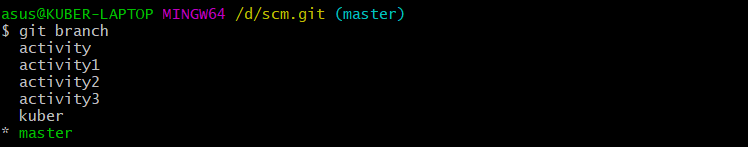 asus@KUBER-LAPTOP MINGW64 /d/scm.git (master)
$ git branch
  activity
  activity1
  activity2
  activity3
  kuber
* master